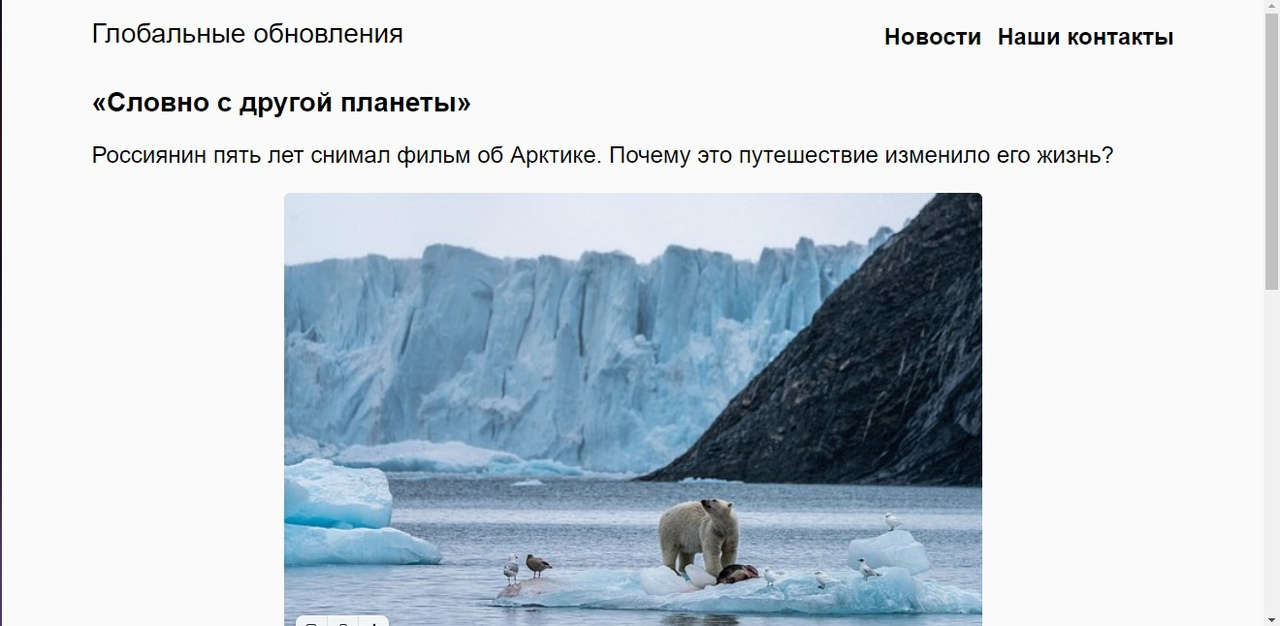 Глобальные обновления
Новости Наши контакты
«Словно с другой планеты»
Россиянин пять лет снимал фильм об Арктике. Почему это путешествие изменило его жизнь?